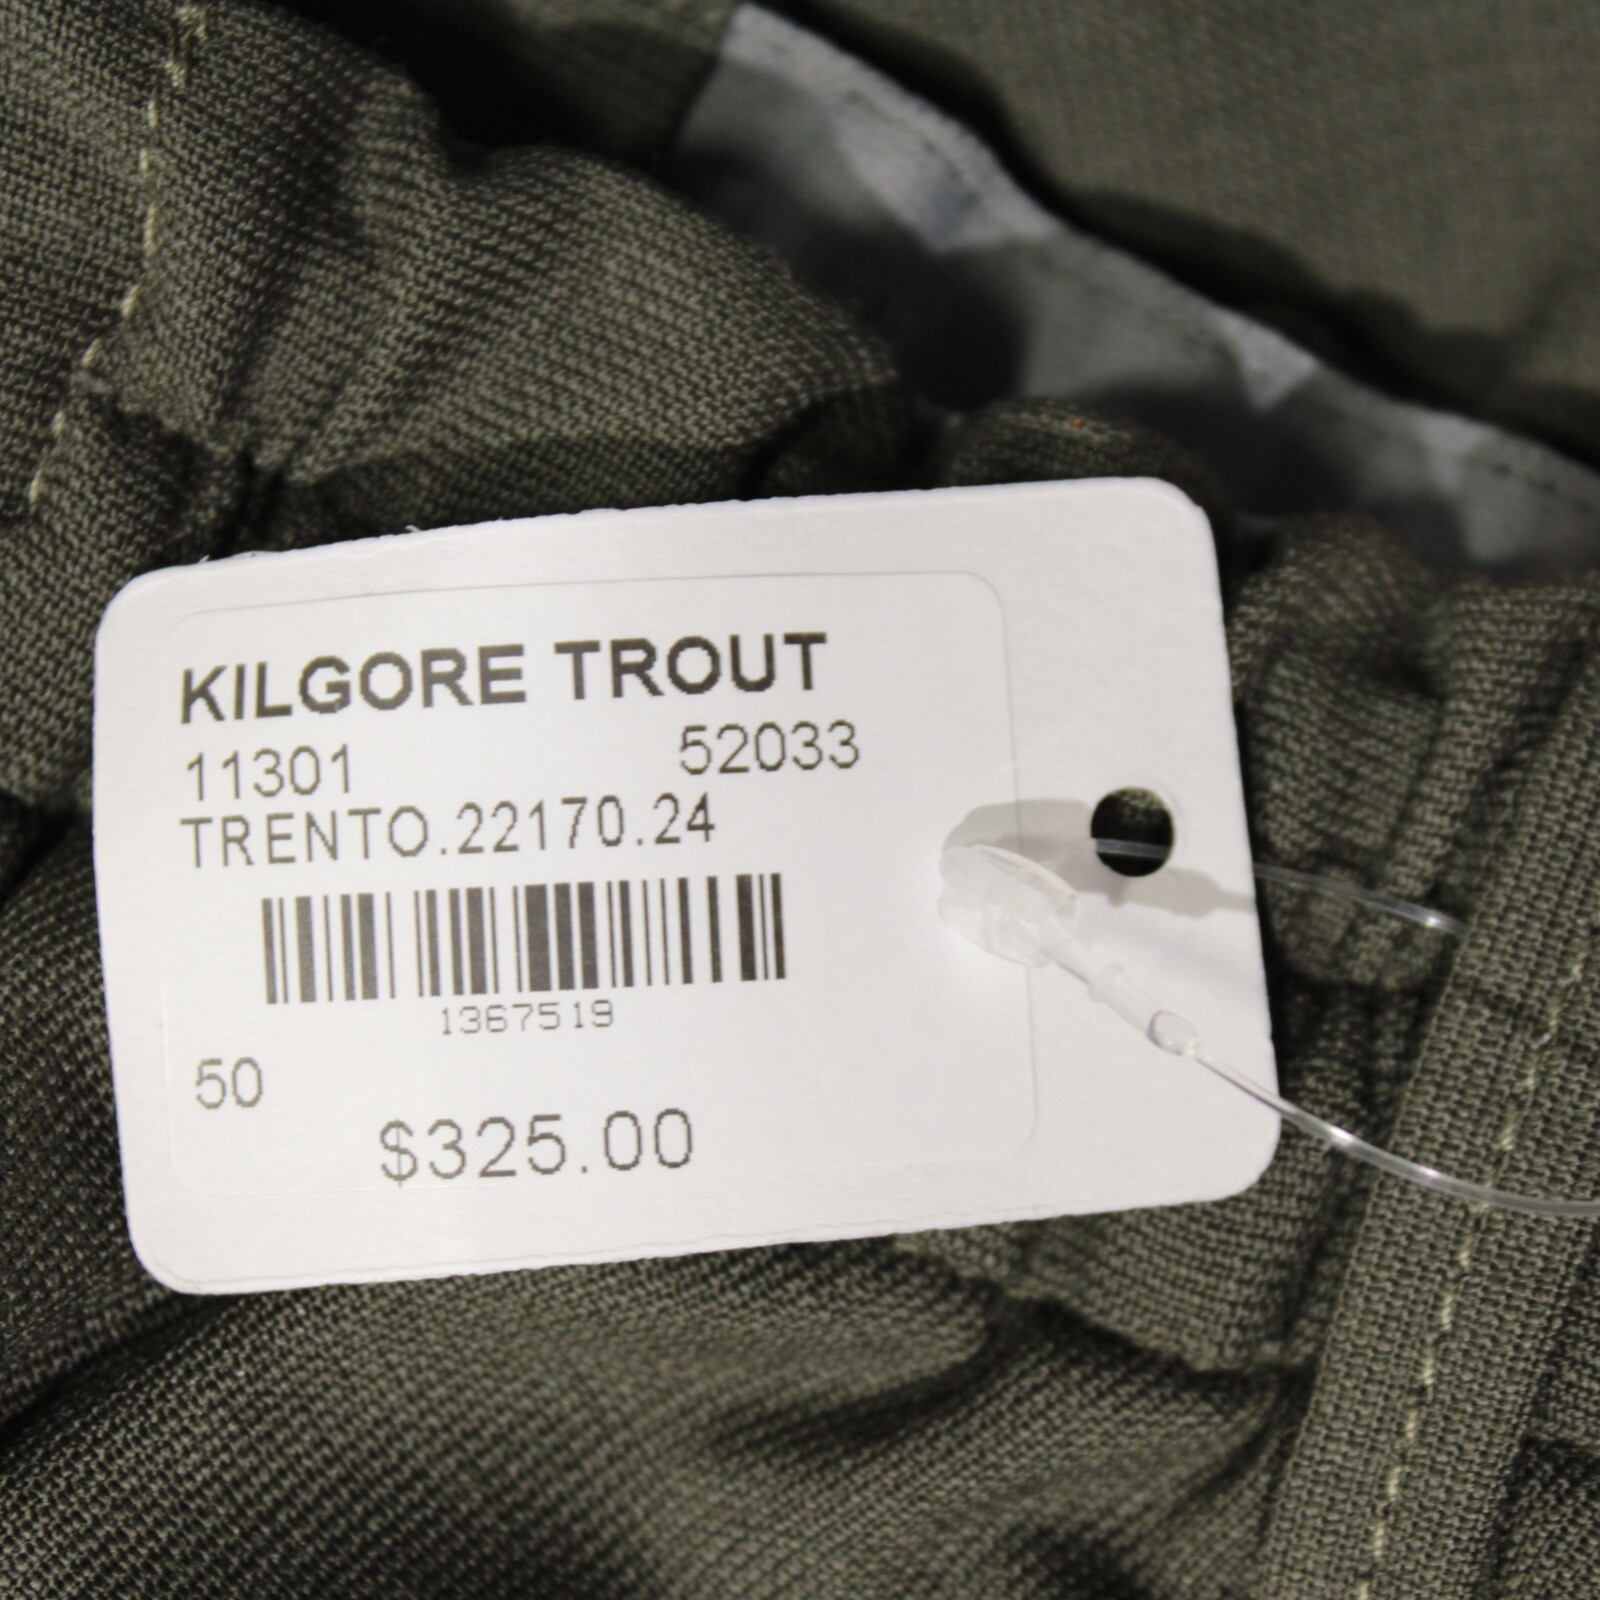 KILGORE TROUT
11301 52033
TRENTO.22170.24
1367519
50
$325.00